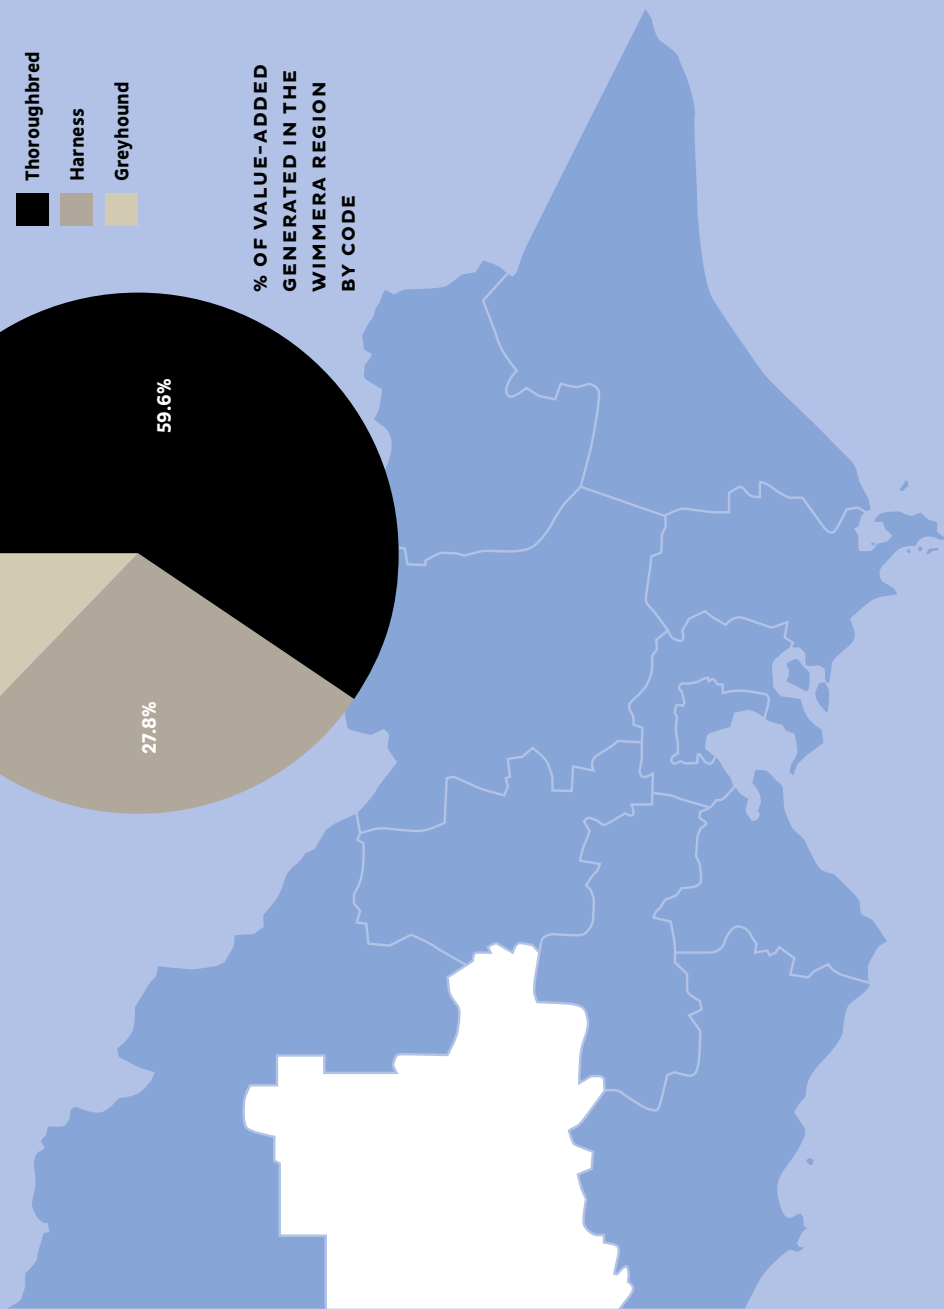 Thoroughbred
Harness
Greyhound
% OF VALUE-ADDED
GENERATED IN THE
WIMMERA REGION
BY CODE
59.6%
27.8%